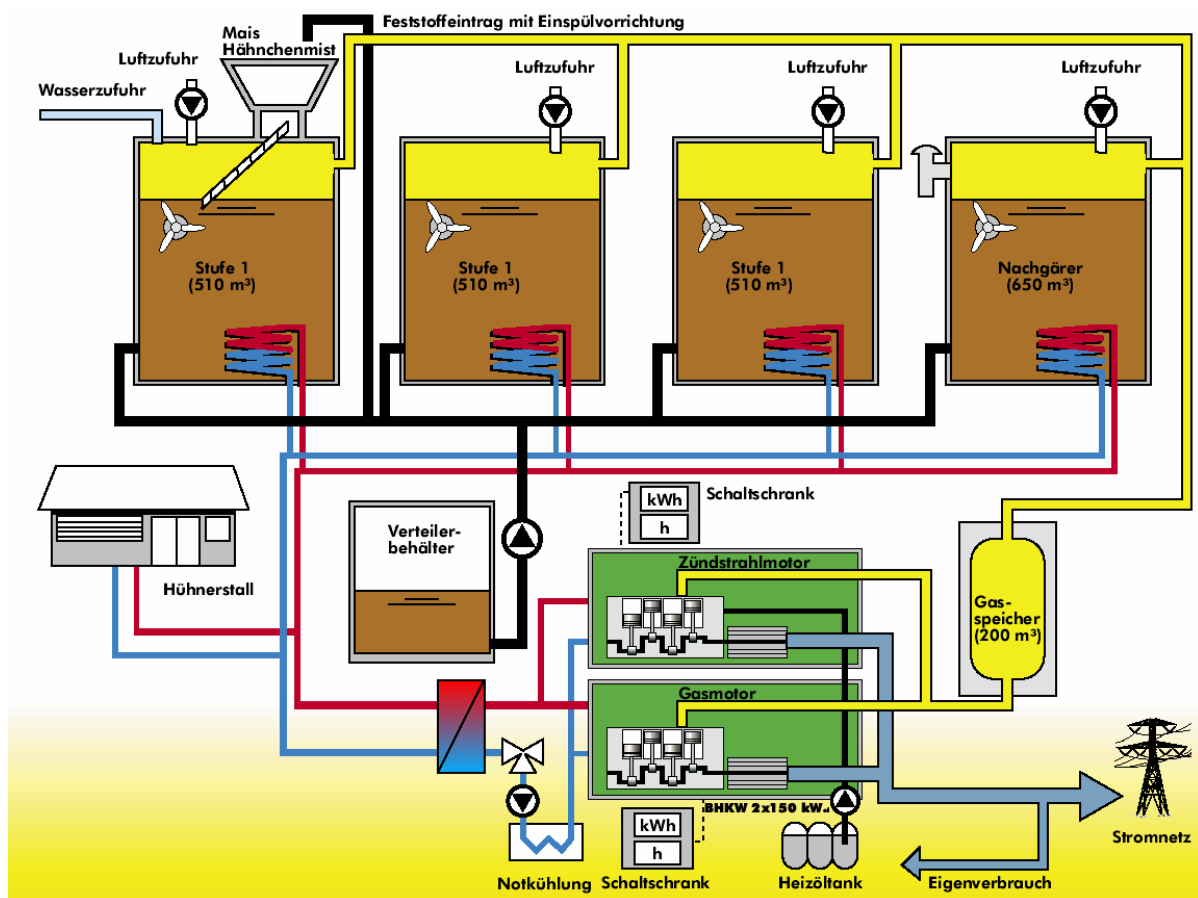 Feststoffeintrag mit Einspülvorrichtung
Mais
Hähnchenmist
Luftzufuhr
Wasserzufuhr
Luftzufuhr
Luftzufuhr
Luftzufuhr
Stufe 1
(510 m³)
Stufe 1
(510 m³)
Stufe 1
(510 m³)
Nachgärer
(650 m³)
Hühnerstall
Verteiler-
behälter
kWh
h
Schaltschrank
Zündstrahlmotor
Gas-
speicher
(200 m³)
Gasmotor
BHKW 2x150 kWel
kWh
h
Notkühlung
Schaltschrank
Heizöltank
Eigenverbrauch
Stromnetz